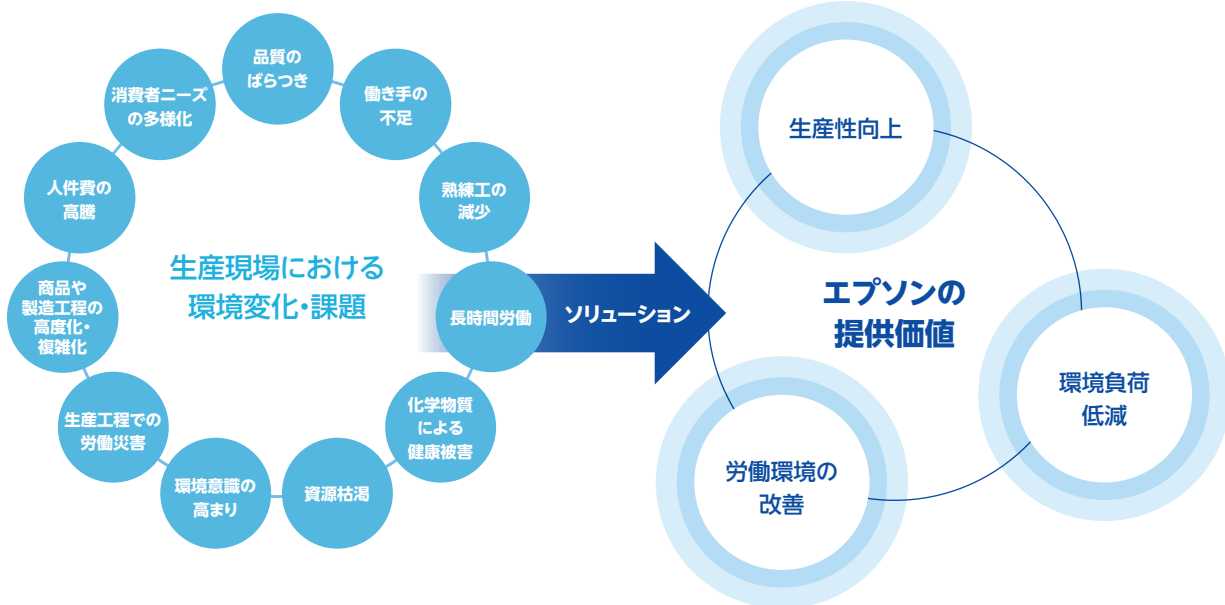 品質の
ばらつき
働き手の
不足
熟練工の
減少
長時間労働
化学物質
による
健康被害
資源枯渇
環境意識の
高まり
生産工程での
労働災害
商品や
製造工程の
高度化・
複雑化
人件費の
高騰
消費者ニーズ
の多様化
生産現場における
環境変化・課題
ソリューション
エプソンの
提供価値
生産性向上
環境負荷
低減
労働環境の
改善